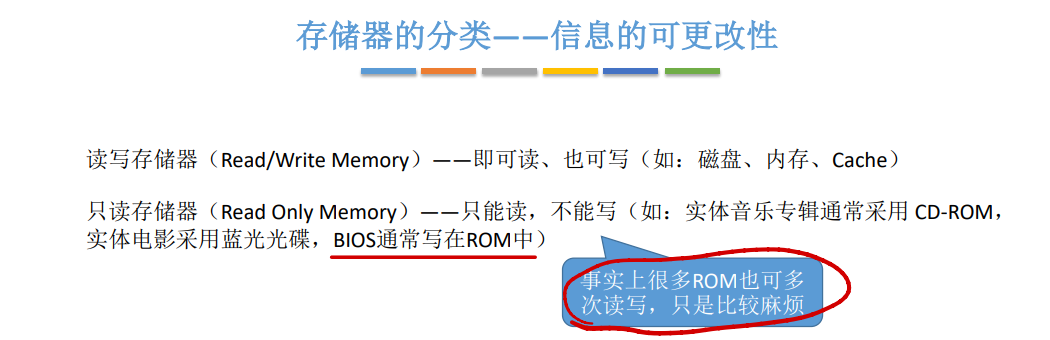 存储器的分类——信息的可更改性
读写存储器（Read/Write Memory）——即可读、也可写（如：磁盘、内存、Cache）
只读存储器（Read Only Memory）——只能读，不能写（如：实体音乐专辑通常采用 CD-ROM，
实体电影采用蓝光光碟，BIOS通常写在ROM中）
事实上很多ROM也可多
次读写，只是比较麻烦